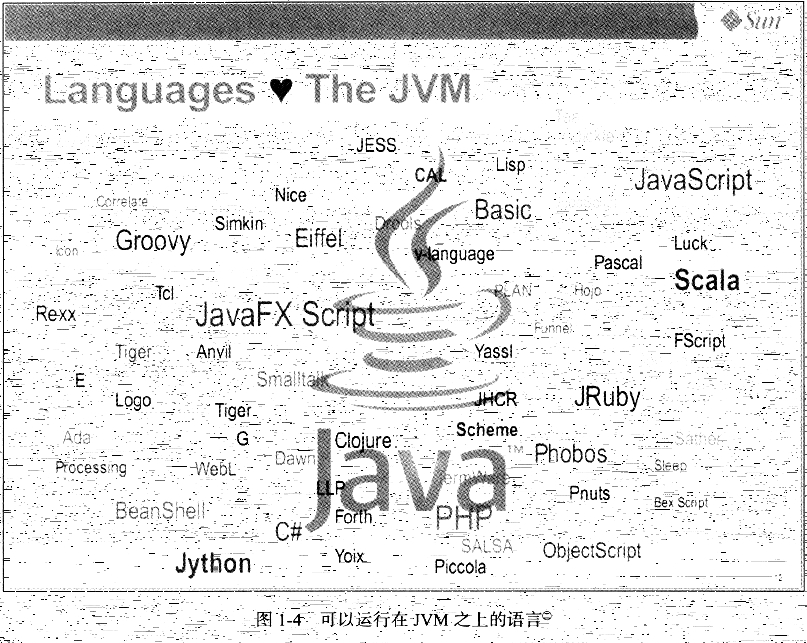 Sun
Languages ♥ The JVM
JESS
CAL
Lisp
JavaScript
Nice
Correlate
Basic
Simkin
Drools
Groovy
Eiffel
Luck
Icon
v-language
Pascal
Scala
Tcl
PLAN
Hojo
Rexx
JavaFX Script
Funnel
FScript
Tiger
Anvil
Yassl
E
Smalltalk
Logo
JHCR
JRuby
Tiger
Scheme
Ada
G
Clojure
Sather
Phobos
Processing
WebL
Dawn
Sleep
Java™
LLP
Pnuts
Bex Script
BeanShell
Forth
PHP
C#
SALSA
ObjectScript
Jython
Yoix
Piccola
图 1-4 可以运行在 JVM 之上的语言©